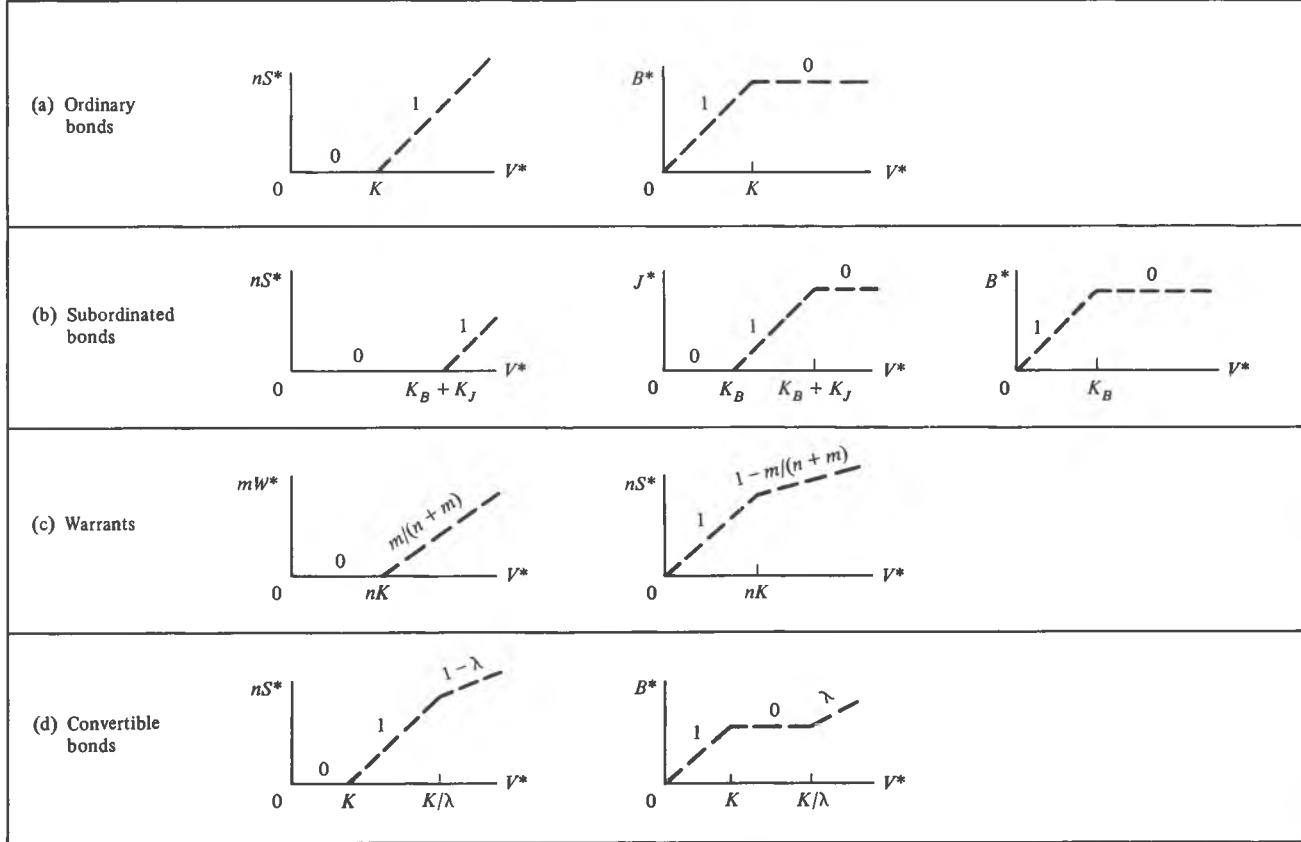 nS*
1
(a) Ordinary
bonds
0
0
K
V*
B*
0
1
0
K
V*
(b) Subordinated
bonds
nS*
1
0
0
K_B + K_J
V*
J*
0
1
0
0
K_B
K_B + K_J
V*
B*
0
1
0
K_B
V*
(c) Warrants
mW*
m/(n + m)
0
0
nK
V*
nS*
1 − m/(n + m)
1
0
nK
V*
(d) Convertible
bonds
nS*
1 − λ
1
0
0
K
K/λ
V*
B*
1
0
λ
0
K
K/λ
V*